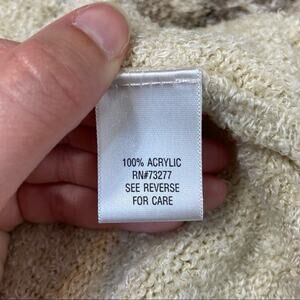 100% ACRYLIC
RN#73277
SEE REVERSE
FOR CARE